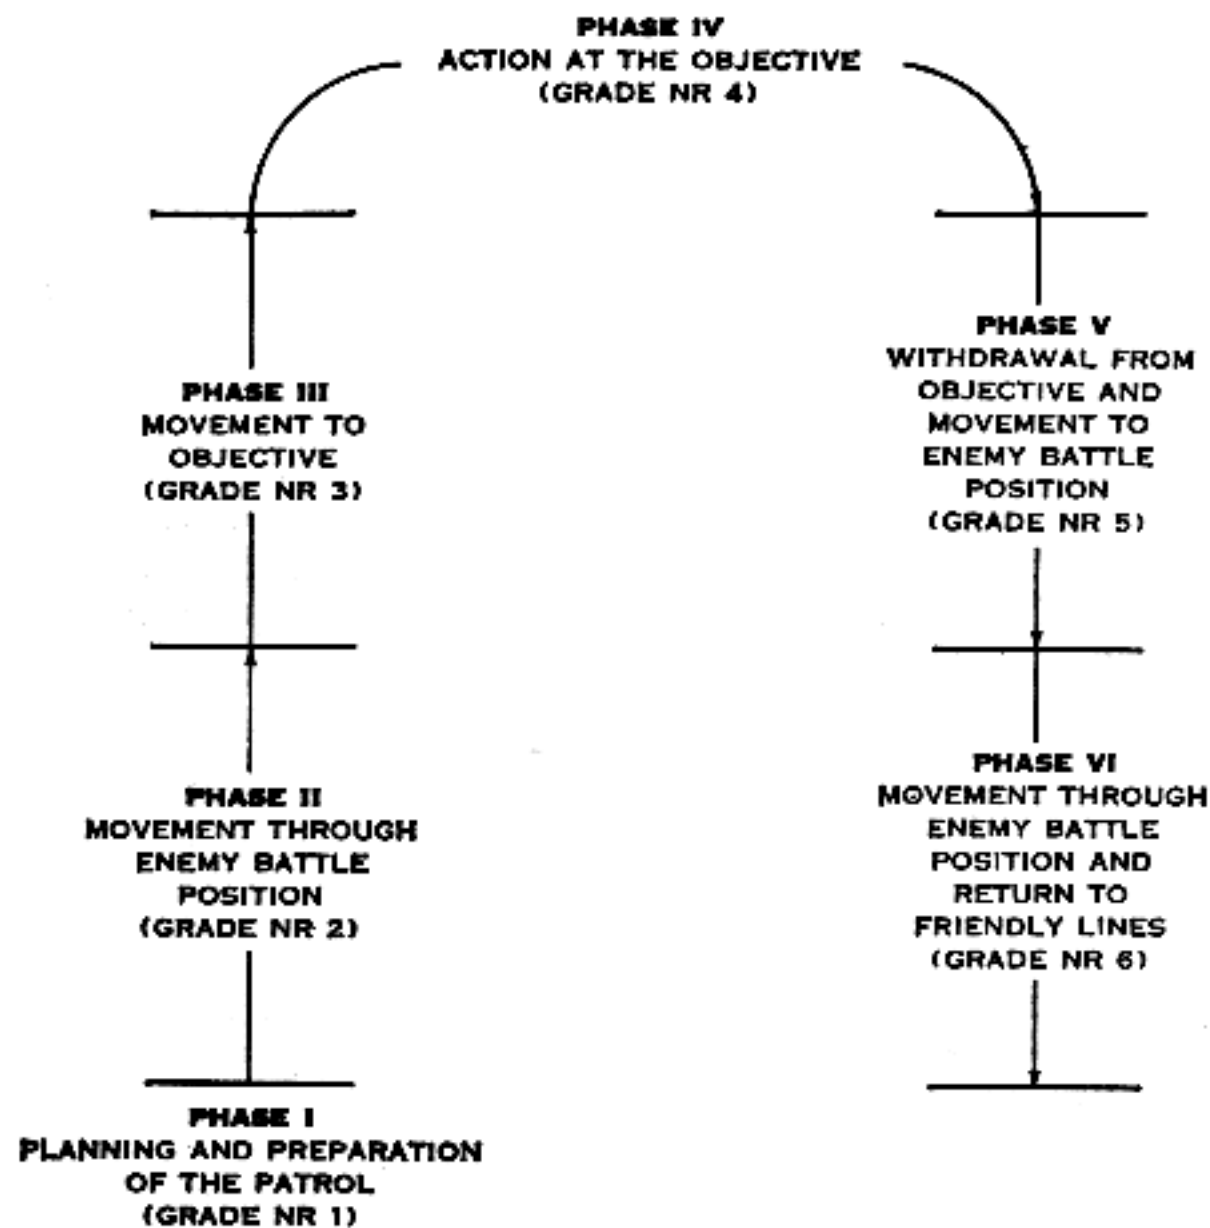 PHASE IV
ACTION AT THE OBJECTIVE
(GRADE NR 4)
PHASE III
MOVEMENT TO
OBJECTIVE
(GRADE NR 3)
PHASE II
MOVEMENT THROUGH
ENEMY BATTLE
POSITION
(GRADE NR 2)
PHASE I
PLANNING AND PREPARATION
OF THE PATROL
(GRADE NR 1)
PHASE V
WITHDRAWAL FROM
OBJECTIVE AND
MOVEMENT TO
ENEMY BATTLE
POSITION
(GRADE NR 5)
PHASE VI
MOVEMENT THROUGH
ENEMY BATTLE
POSITION AND
RETURN TO
FRIENDLY LINES
(GRADE NR 6)